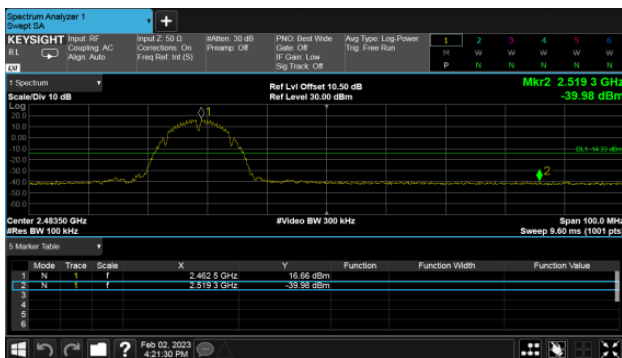 Spectrum Analyzer 1
Swept SA
+
KEYSIGHT
RL
LXI
Input: RF
Coupling: AC
Align: Auto
Input Z: 50 Ω
Corrections: On
Freq Ref: Int (S)
#Atten: 30 dB
Preamp: Off
PNO: Best Wide
Gate: Off
IF Gain: Low
Sig Track: Off
Avg Type: Log-Power
Trig: Free Run
1 2 3 4 5 6
M W W W W W
P N N N N N
1 Spectrum
Scale/Div 10 dB
Ref Lvl Offset 10.50 dB
Ref Level 30.00 dBm
Mkr2 2.519 3 GHz
-39.98 dBm
Log
20.0
10.0
0.00
-10.0
-20.0
-30.0
-40.0
-50.0
-60.0
1
2
DL1 -14.33 dBm
Center 2.48350 GHz
#Res BW 100 kHz
#Video BW 300 kHz
Span 100.0 MHz
Sweep 9.60 ms (1001 pts)
5 Marker Table
Mode Trace Scale X Y Function Function Width Function Value
1 N 1 f 2.462 5 GHz 16.66 dBm
2 N 1 f 2.519 3 GHz -39.98 dBm
3
4
5
6
?
Feb 02, 2023
4:21:30 PM